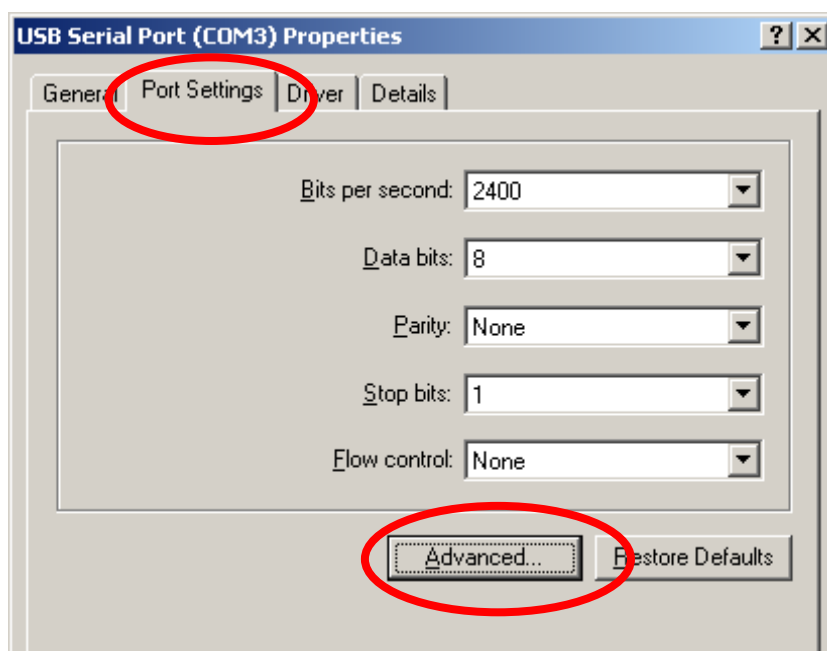 USB Serial Port (COM3) Properties
General Port Settings Driver Details
Bits per second: 2400
Data bits: 8
Parity: None
Stop bits: 1
Flow control: None
Advanced... Restore Defaults